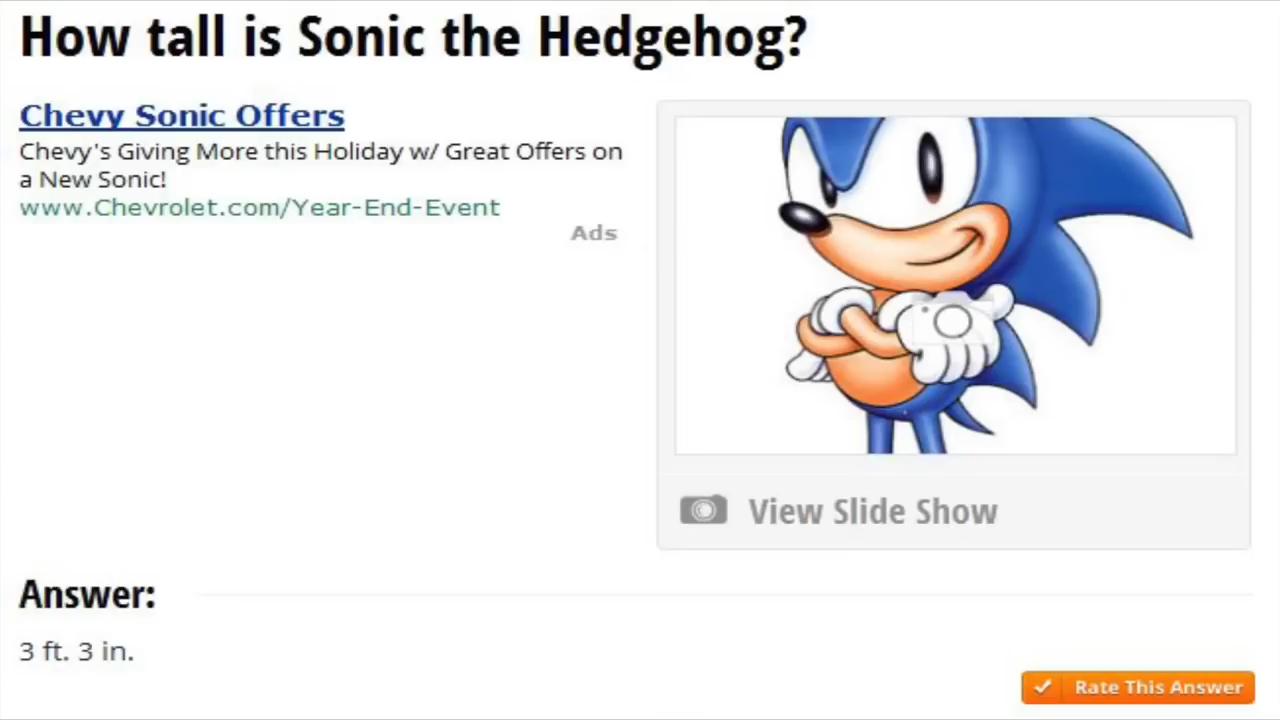 How tall is Sonic the Hedgehog?
Chevy Sonic Offers
Chevy's Giving More this Holiday w/ Great Offers on
a New Sonic!
www.Chevrolet.com/Year-End-Event
Ads
View Slide Show
Answer:
3 ft. 3 in.
Rate This Answer